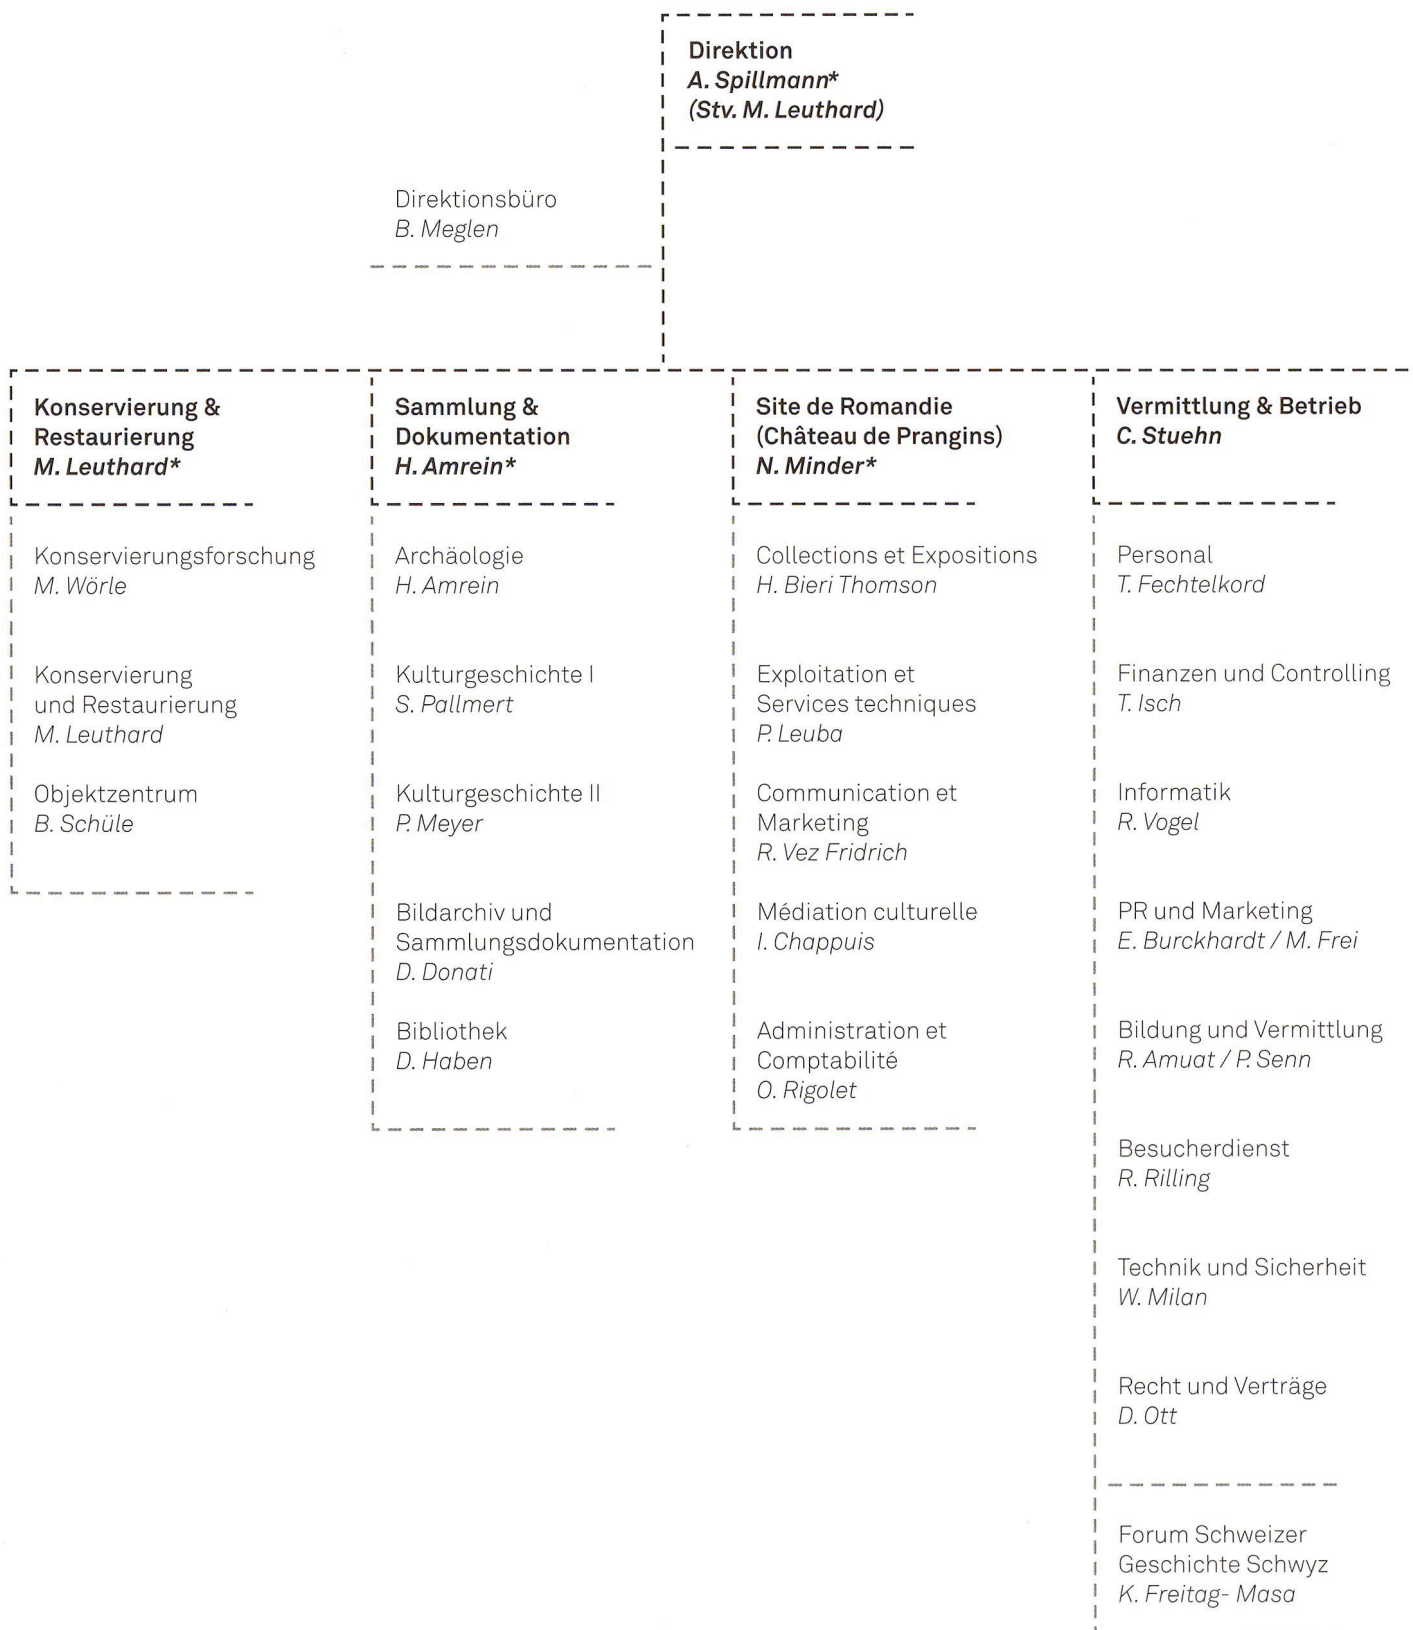 Direktion
A. Spillmann*
(Stv. M. Leuthard)
Direktionsbüro
B. Meglen
Konservierung &
Restaurierung
M. Leuthard*
Konservierungsforschung
M. Wörle
Konservierung
und Restaurierung
M. Leuthard
Objektzentrum
B. Schüle
Sammlung &
Dokumentation
H. Amrein*
Archäologie
H. Amrein
Kulturgeschichte I
S. Pallmert
Kulturgeschichte II
P. Meyer
Bildarchiv und
Sammlungsdokumentation
D. Donati
Bibliothek
D. Haben
Site de Romandie
(Château de Prangins)
N. Minder*
Collections et Expositions
H. Bieri Thomson
Exploitation et
Services techniques
P. Leuba
Communication et
Marketing
R. Vez Fridrich
Médiation culturelle
I. Chappuis
Administration et
Comptabilité
O. Rigolet
Vermittlung & Betrieb
C. Stuehn
Personal
T. Fechtelkord
Finanzen und Controlling
T. Isch
Informatik
R. Vogel
PR und Marketing
E. Burckhardt / M. Frei
Bildung und Vermittlung
R. Amuat / P. Senn
Besucherdienst
R. Rilling
Technik und Sicherheit
W. Milan
Recht und Verträge
D. Ott
Forum Schweizer
Geschichte Schwyz
K. Freitag- Masa